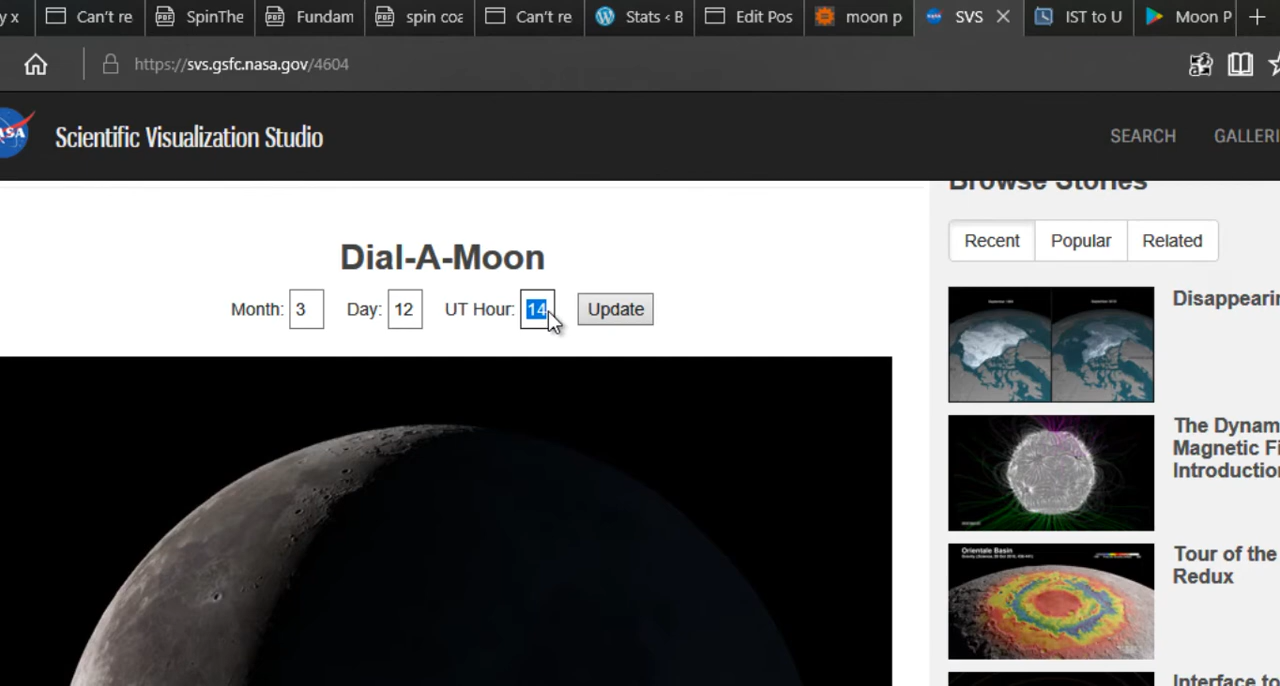 y x
Can't re
SpinThe
Fundam
spin coa
Can't re
Stats < B
Edit Pos
moon p
SVS
IST to U
Moon P
https://svs.gsfc.nasa.gov/4604
Scientific Visualization Studio
SEARCH
GALLERI
Browse Stories
Recent
Popular
Related
Dial-A-Moon
Month: 3 Day: 12 UT Hour: 14 Update
Disappearin
The Dynam
Magnetic Fi
Introduction
Orientale Basin
Tour of the
Redux
Interface to